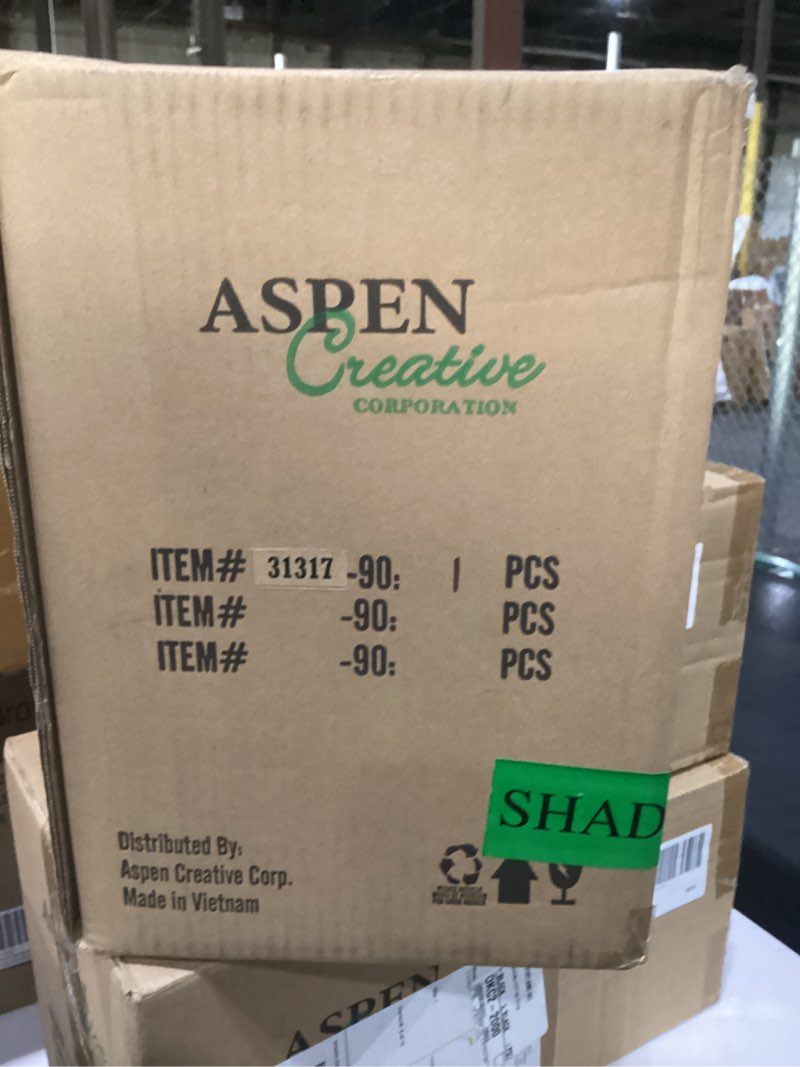 ASPEN
Creative
CORPORATION
ITEM# 31317 -90: 1 PCS
ITEM# -90: PCS
ITEM# -90: PCS
SHAD
Distributed By:
Aspen Creative Corp.
Made in Vietnam
ASPEN